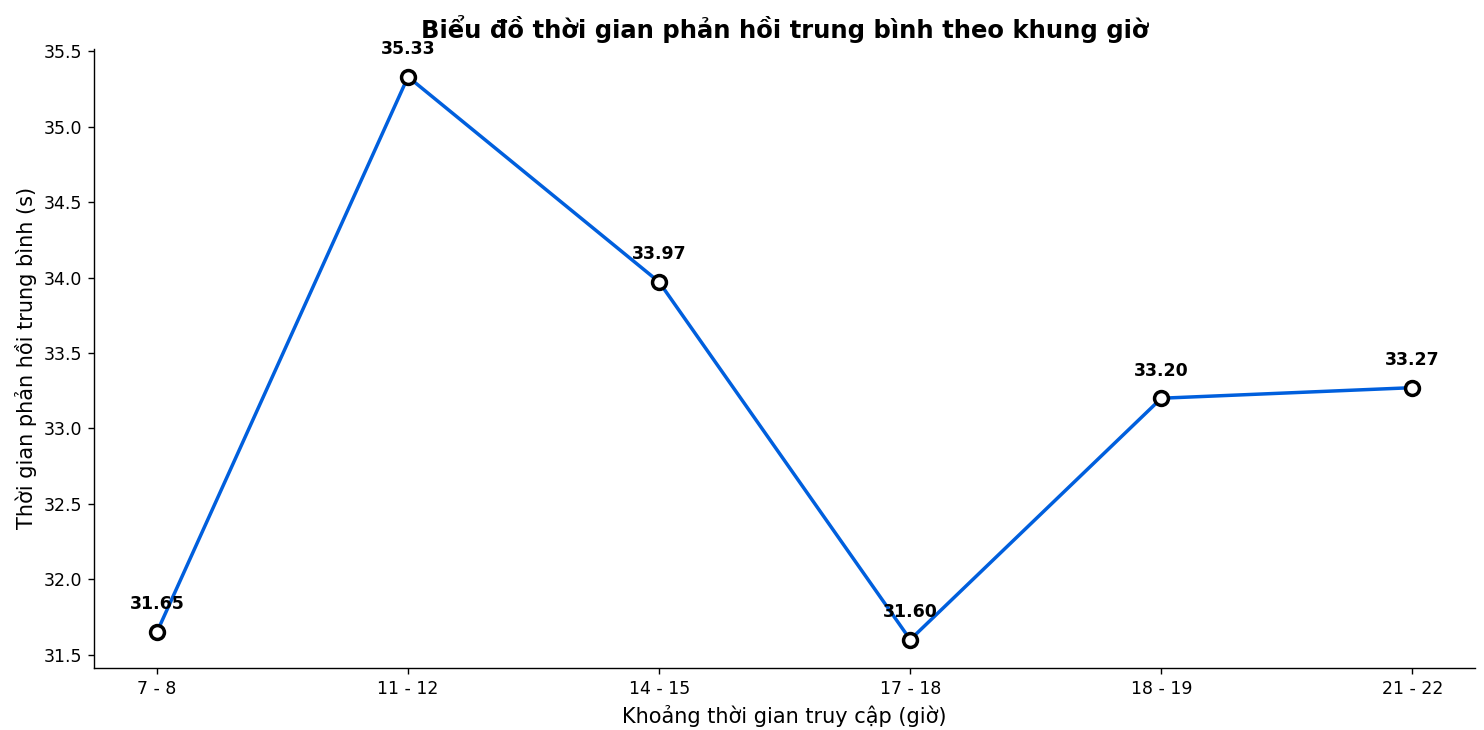 Biểu đồ thời gian phản hồi trung bình theo khung giờ
35.5
35.0
34.5
34.0
33.5
33.0
32.5
32.0
31.5
Thời gian phản hồi trung bình (s)
31.65
35.33
33.97
31.60
33.20
33.27
7 - 8
11 - 12
14 - 15
17 - 18
18 - 19
21 - 22
Khoảng thời gian truy cập (giờ)